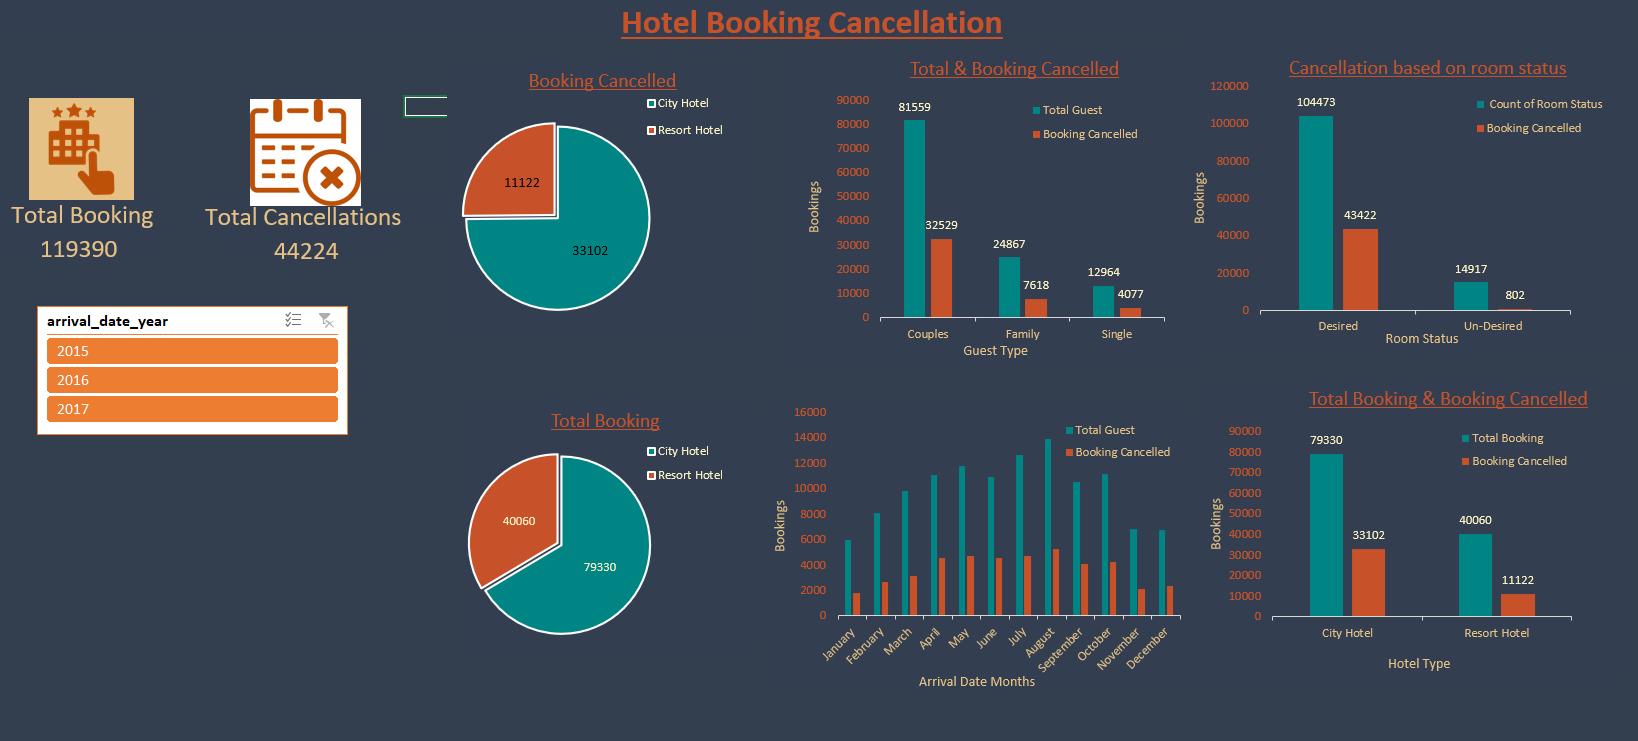 Hotel Booking Cancellation
Total Booking
119390
Total Cancellations
44224
arrival_date_year
2015
2016
2017
Booking Cancelled
City Hotel
Resort Hotel
11122
33102
Total Booking
City Hotel
Resort Hotel
40060
79330
Total & Booking Cancelled
Total Guest
Booking Cancelled
Bookings
90000
80000
70000
60000
50000
40000
30000
20000
10000
0
81559
32529
24867
7618
12964
4077
Couples
Family
Single
Guest Type
Cancellation based on room status
Count of Room Status
Booking Cancelled
Bookings
120000
100000
80000
60000
40000
20000
0
104473
43422
14917
802
Desired
Un-Desired
Room Status
Total Guest
Booking Cancelled
Bookings
16000
14000
12000
10000
8000
6000
4000
2000
0
January
February
March
April
May
June
July
August
September
October
November
December
Arrival Date Months
Total Booking & Booking Cancelled
Total Booking
Booking Cancelled
Bookings
90000
80000
70000
60000
50000
40000
30000
20000
10000
0
79330
33102
40060
11122
City Hotel
Resort Hotel
Hotel Type